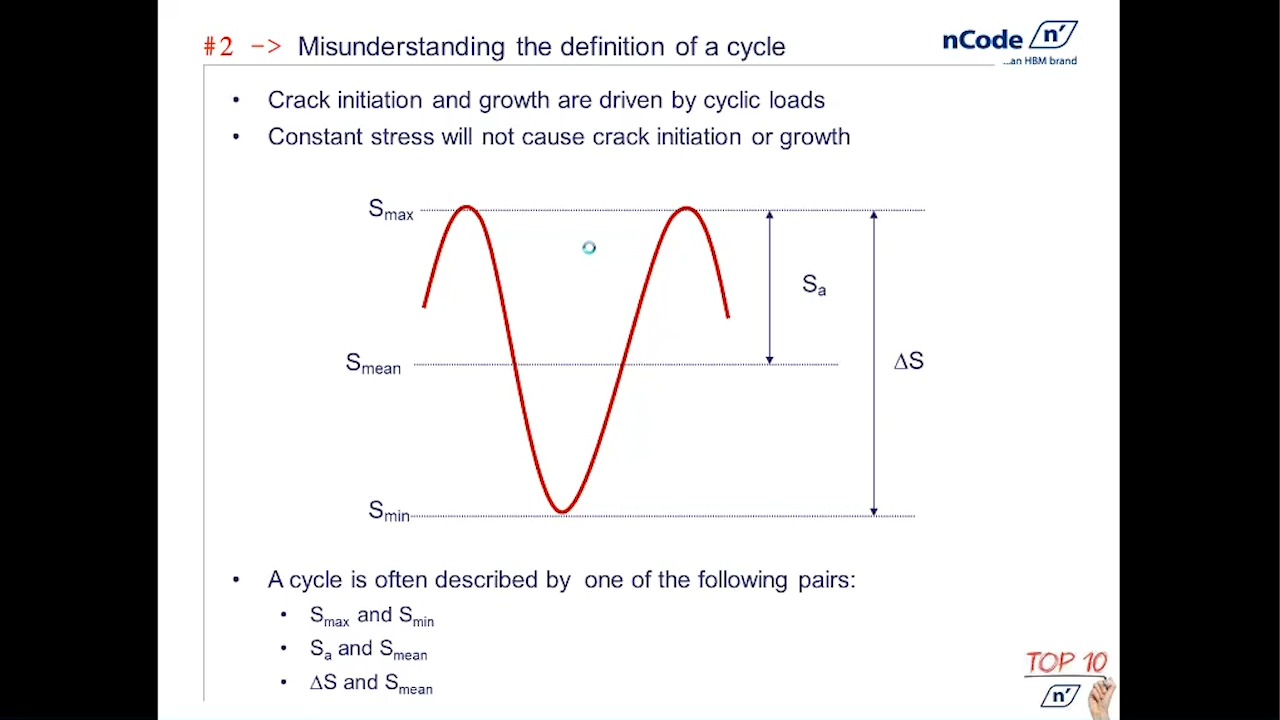 #2 -> Misunderstanding the definition of a cycle
nCode n'
...an HBM brand
• Crack initiation and growth are driven by cyclic loads
• Constant stress will not cause crack initiation or growth
Smax
Sa
Smean
ΔS
Smin
• A cycle is often described by one of the following pairs:
• Smax and Smin
• Sa and Smean
• ΔS and Smean
TOP 10
n'